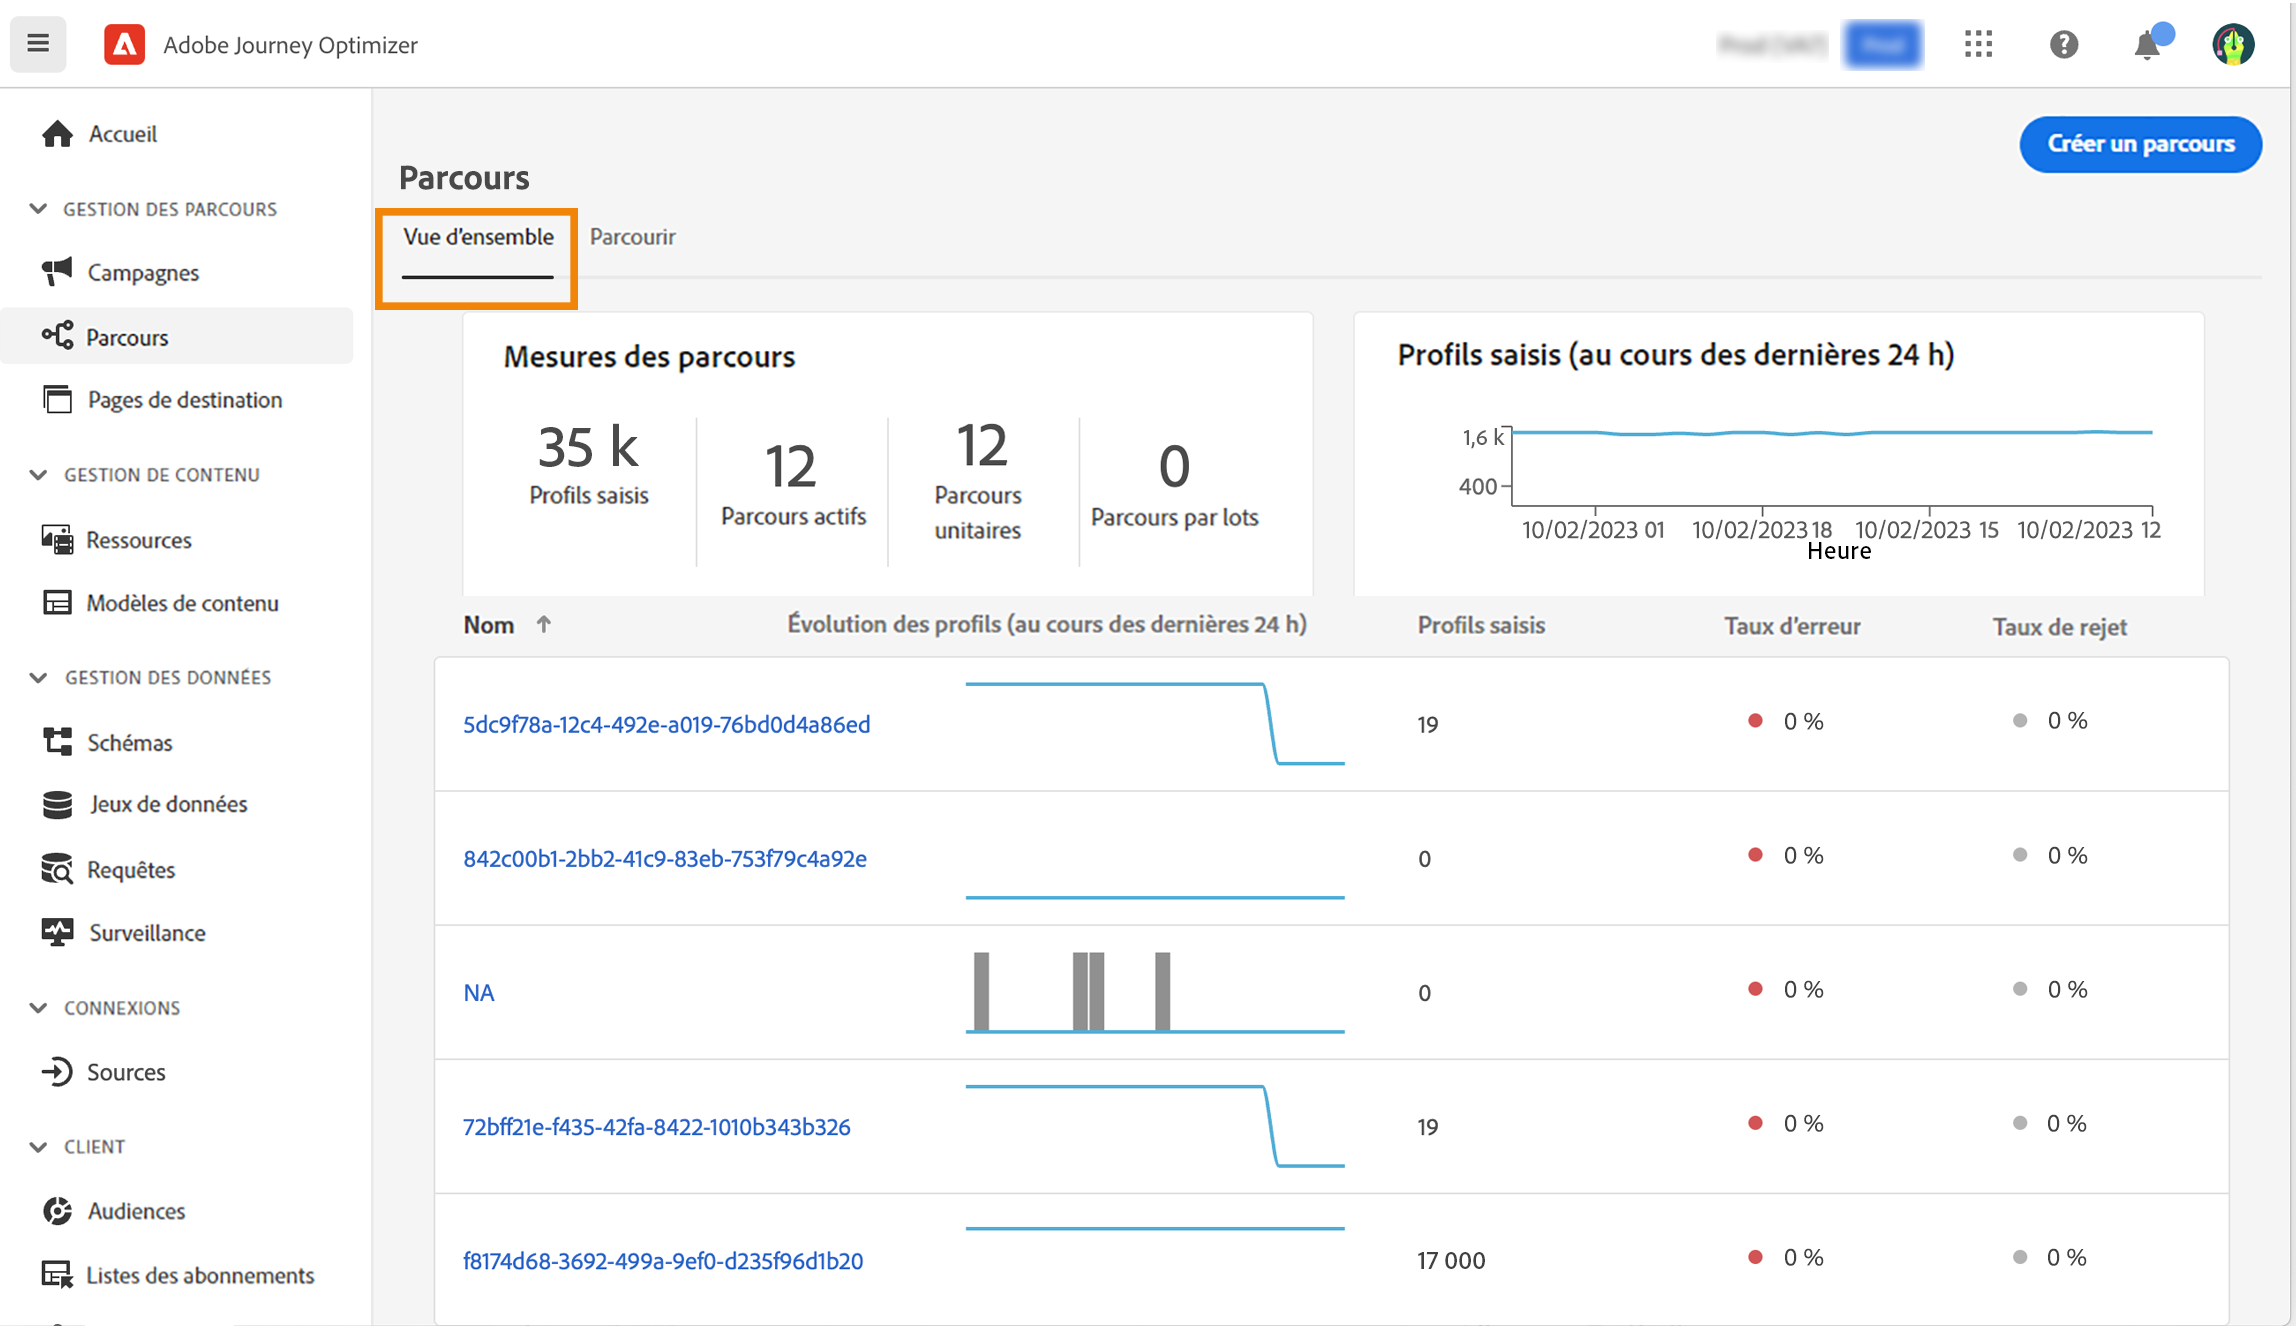 Adobe Journey Optimizer
Accueil
GESTION DES PARCOURS
Campagnes
Parcours
Pages de destination
GESTION DE CONTENU
Ressources
Modèles de contenu
GESTION DES DONNÉES
Schémas
Jeux de données
Requêtes
Surveillance
CONNEXIONS
Sources
CLIENT
Audiences
Listes des abonnements
Créer un parcours
Parcours
Vue d'ensemble Parcourir
Mesures des parcours
35 k
Profils saisis
12
Parcours actifs
12
Parcours
unitaires
0
Parcours par lots
Profils saisis (au cours des dernières 24 h)
1,6 k
400
10/02/2023 01 10/02/2023 18 10/02/2023 15 10/02/2023 12
Heure
Nom Évolution des profils (au cours des dernières 24 h) Profils saisis Taux d'erreur Taux de rejet
5dc9f78a-12c4-492e-a019-76bd0d4a86ed 19 0 % 0 %
842c00b1-2bb2-41c9-83eb-753f79c4a92e 0 0 % 0 %
NA 0 0 % 0 %
72bff21e-f435-42fa-8422-1010b343b326 19 0 % 0 %
f8174d68-3692-499a-9ef0-d235f96d1b20 17 000 0 % 0 %